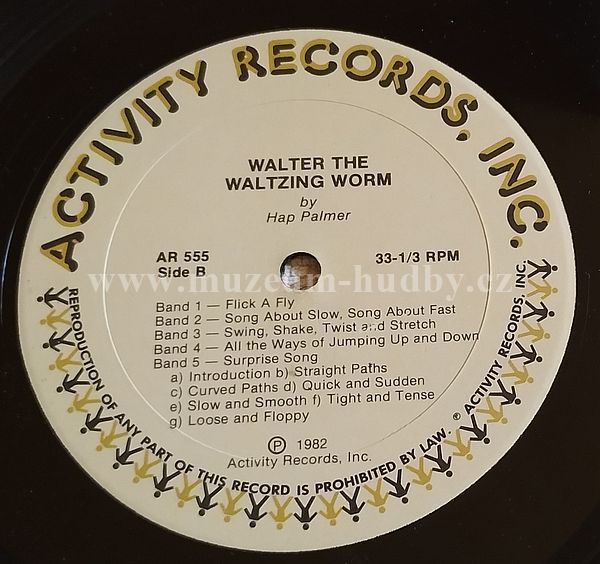 ACTIVITY RECORDS, INC.
WALTER THE
WALTZING WORM
by
Hap Palmer
AR 555
Side B
33-1/3 RPM
www.muzeum-hudby.cz
Band 1 — Flick A Fly
Band 2 — Song About Slow, Song About Fast
Band 3 — Swing, Shake, Twist and Stretch
Band 4 — All the Ways of Jumping Up and Down
Band 5 — Surprise Song
a) Introduction b) Straight Paths
c) Curved Paths d) Quick and Sudden
e) Slow and Smooth f) Tight and Tense
g) Loose and Floppy
Ⓟ 1982
Activity Records, Inc.
REPRODUCTION OF ANY PART OF THIS RECORD IS PROHIBITED BY LAW. ® ACTIVITY RECORDS, INC.